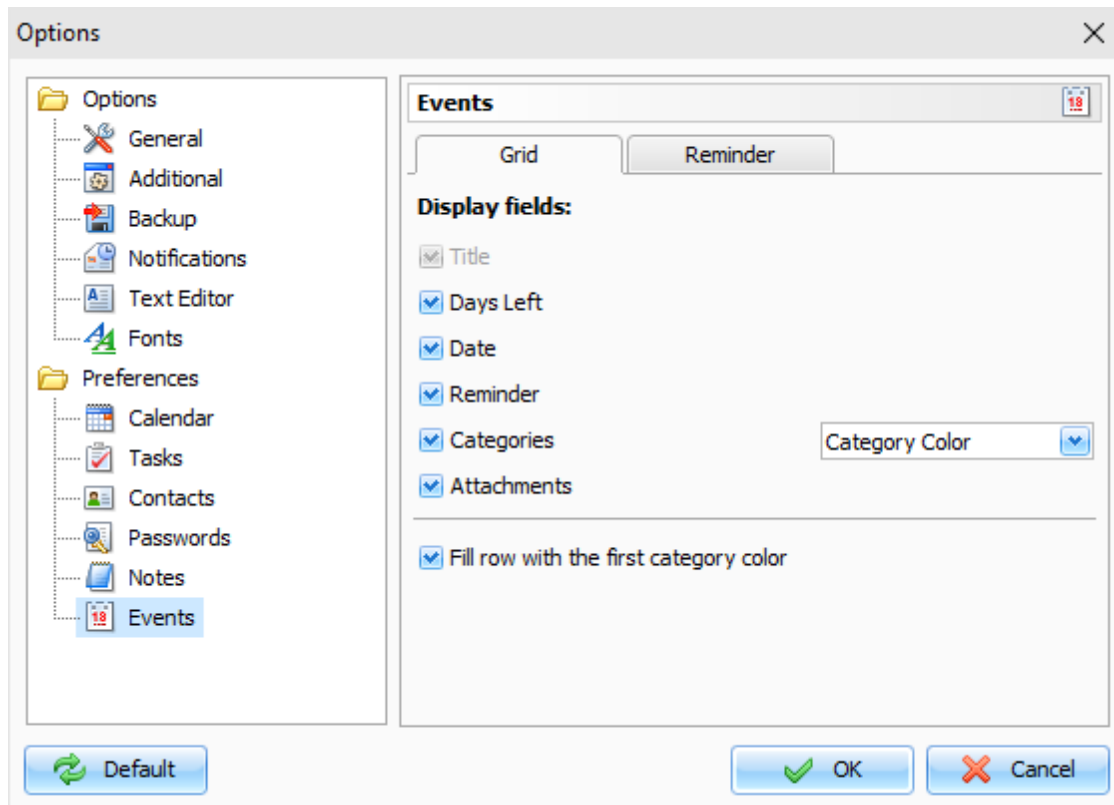 Options
Options
General
Additional
Backup
Notifications
Text Editor
Fonts
Preferences
Calendar
Tasks
Contacts
Passwords
Notes
Events
Events
18
Grid
Reminder
Display fields:
Title
Days Left
Date
Reminder
Categories
Category Color
Attachments
Fill row with the first category color
Default
OK
Cancel